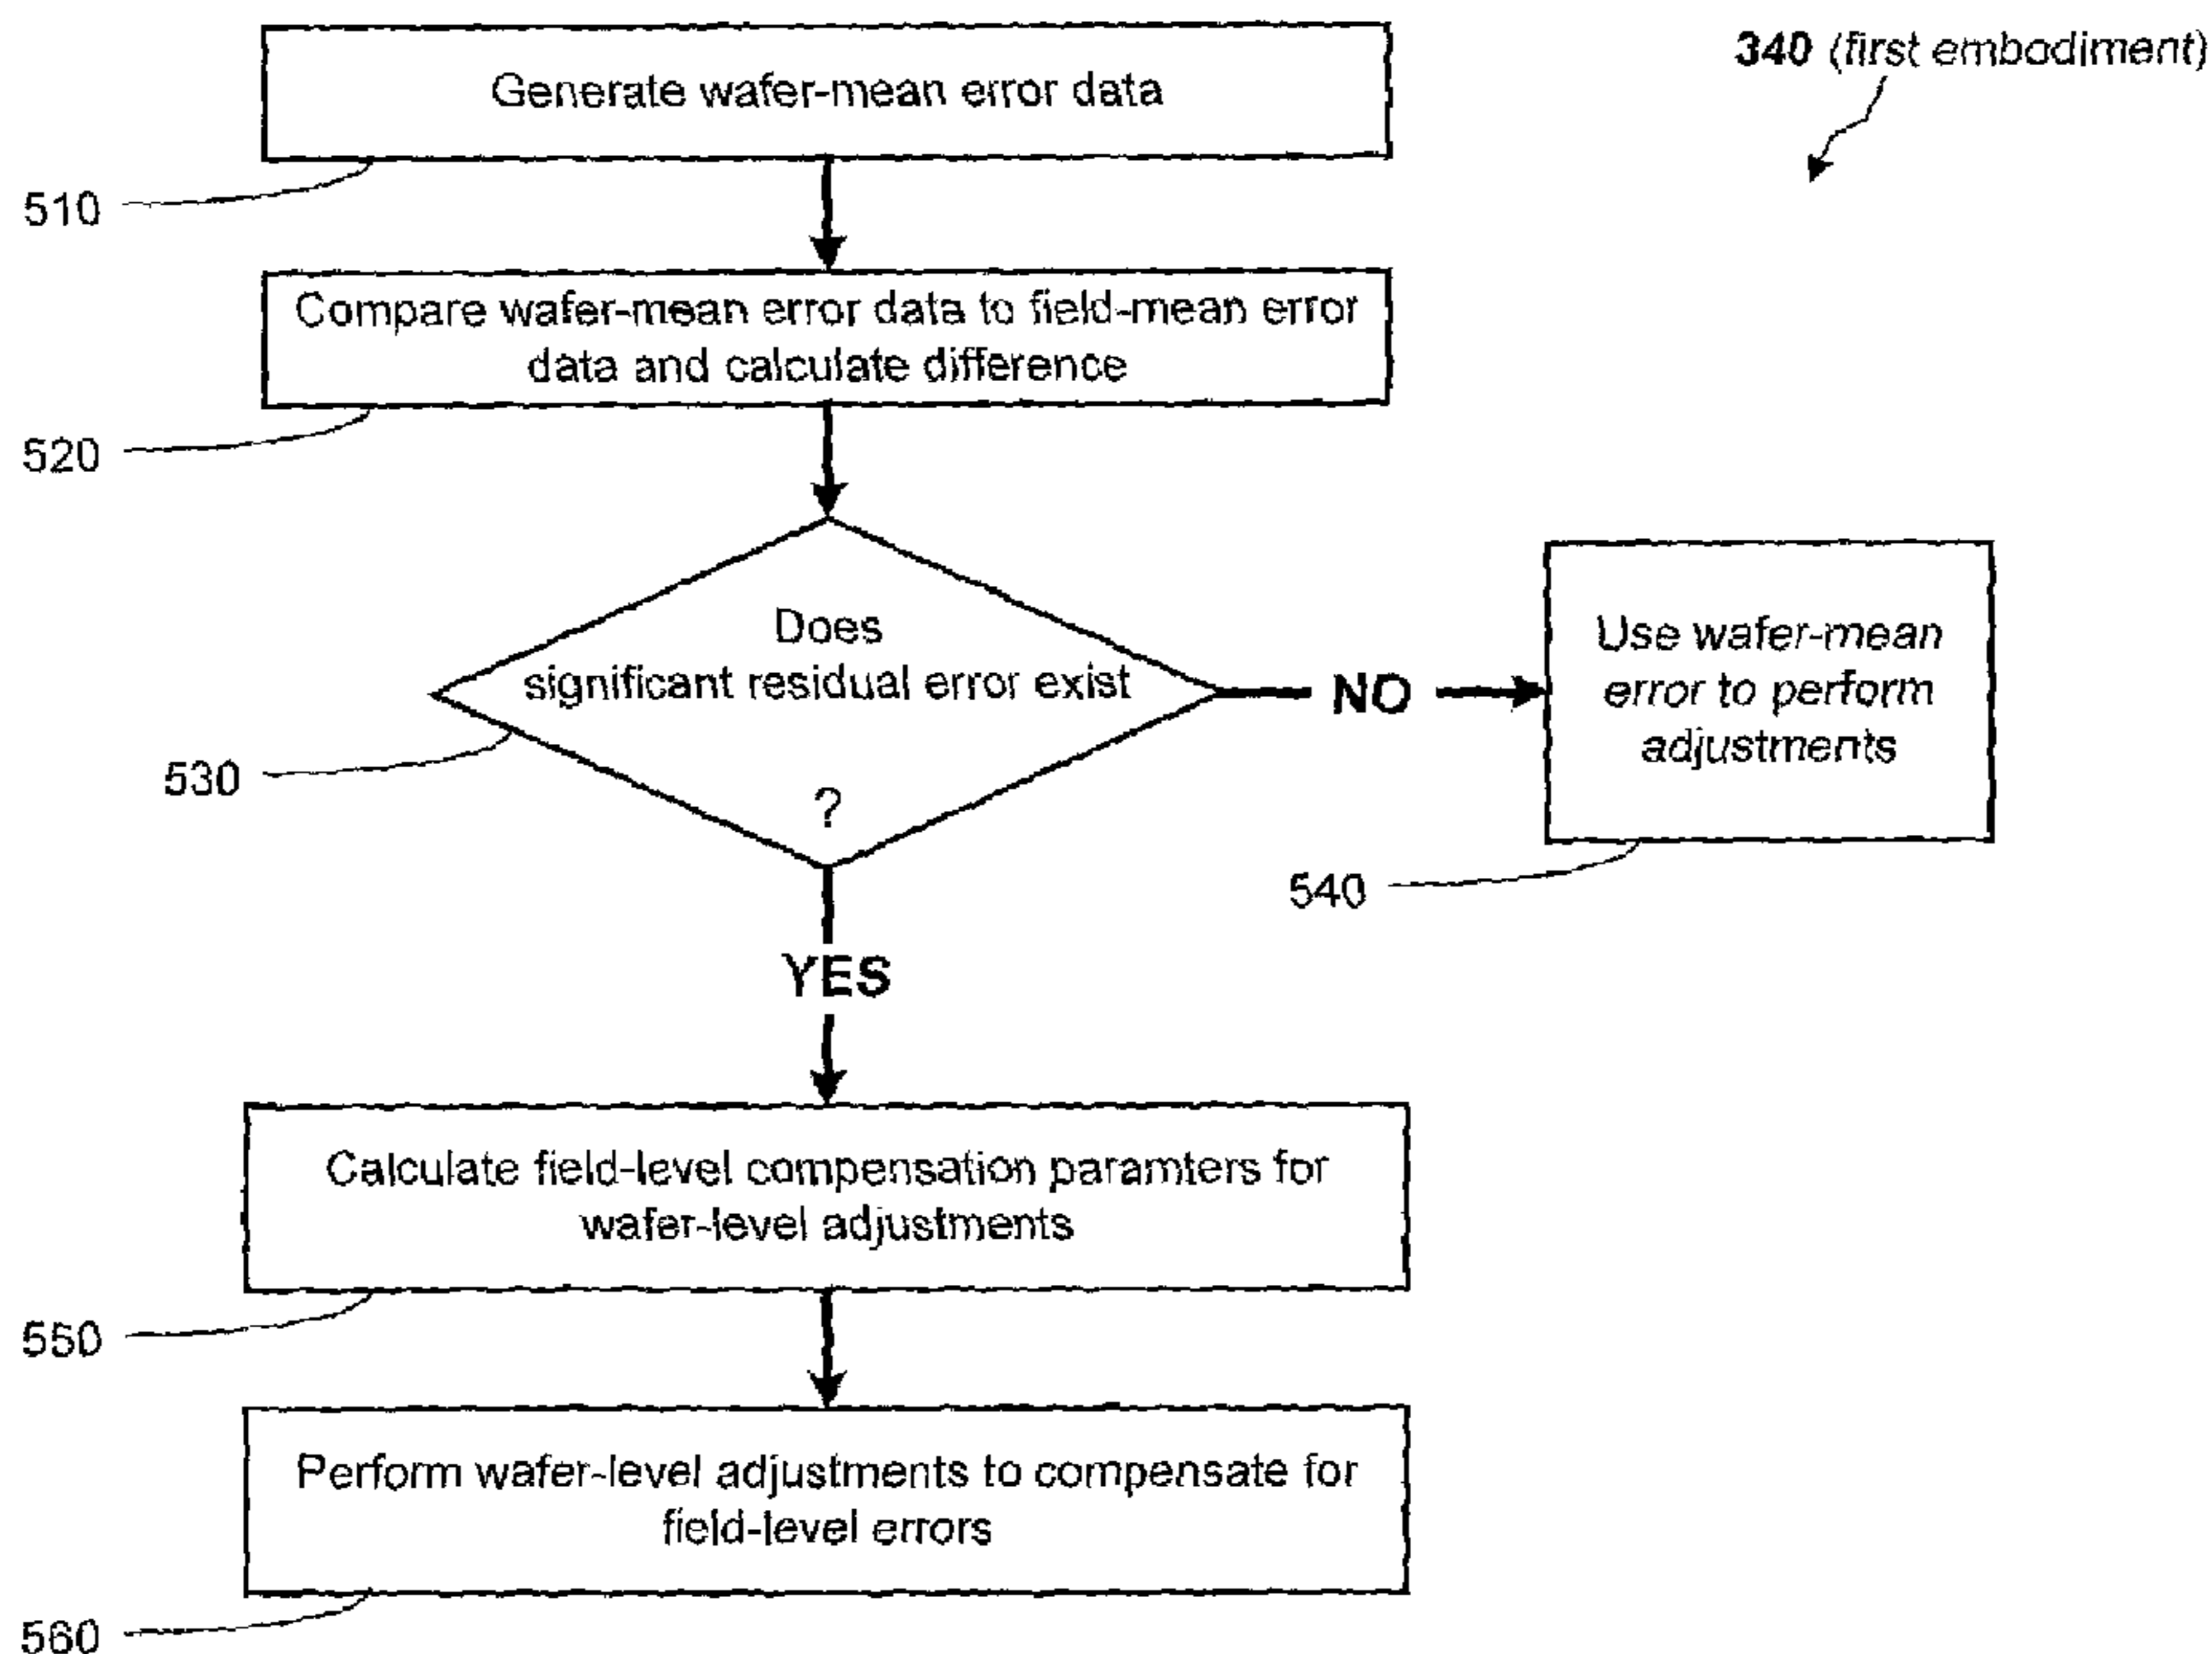 340 (first embodiment)
Generate wafer-mean error data
510
Compare wafer-mean error data to field-mean error
data and calculate difference
520
Does
significant residual error exist
?
530
NO
Use wafer-mean
error to perform
adjustments
540
YES
Calculate field-level compensation paramters for
wafer-level adjustments
550
Perform wafer-level adjustments to compensate for
field-level errors
560